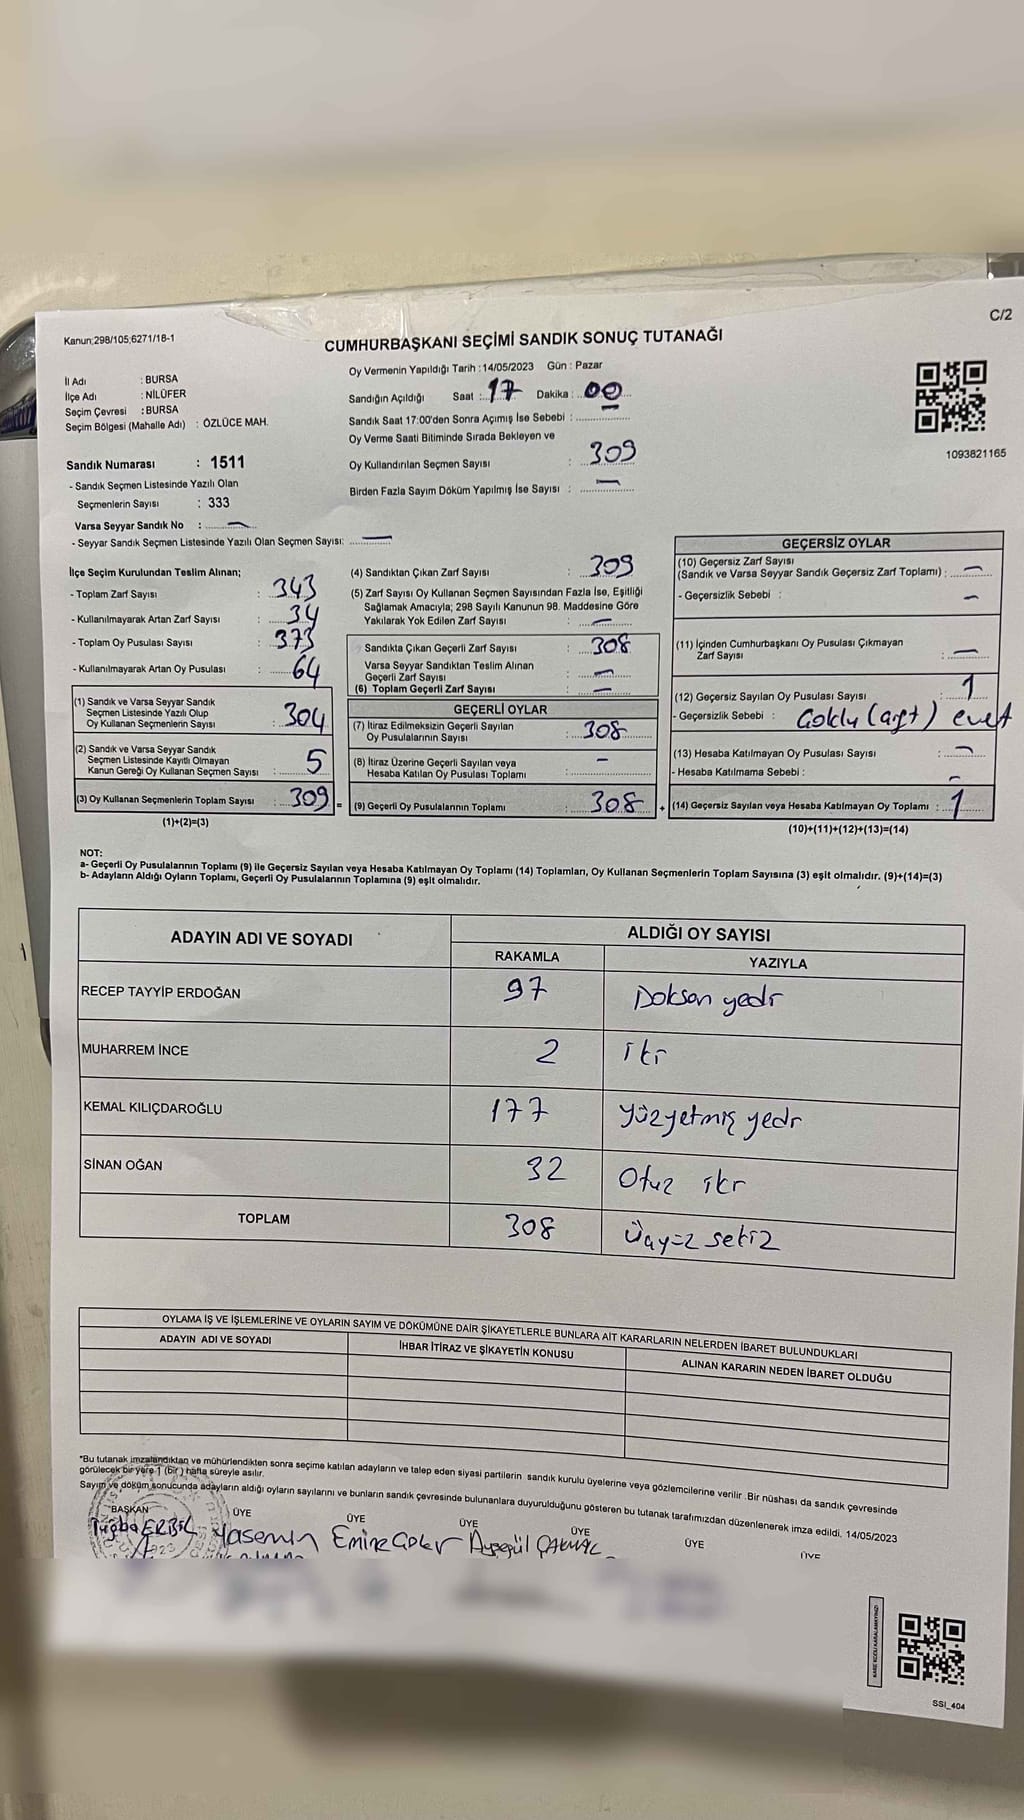 C/2
Kanun;298/105,6271/18-1
CUMHURBAŞKANI SEÇİMİ SANDIK SONUÇ TUTANAĞI
İl Adı : BURSA
İlçe Adı : NİLÜFER
Seçim Çevresi : BURSA
Seçim Bölgesi (Mahalle Adı) : ÖZLÜCE MAH.
Sandık Numarası : 1511
- Sandık Seçmen Listesinde Yazılı Olan
Seçmenlerin Sayısı : 333
Varsa Seyyar Sandık No : —
- Seyyar Sandık Seçmen Listesinde Yazılı Olan Seçmen Sayısı: —
Oy Vermenin Yapıldığı Tarih : 14/05/2023 Gün : Pazar
Sandığın Açıldığı Saat : 17 Dakika : 00
Sandık Saat 17:00'den Sonra Açımış İse Sebebi :
Oy Verme Saati Bitiminde Sırada Bekleyen ve
Oy Kullandırılan Seçmen Sayısı : 309
Birden Fazla Sayım Döküm Yapılmış İse Sayısı : —
1093821165
İlçe Seçim Kurulundan Teslim Alınan;
- Toplam Zarf Sayısı : 343
- Kullanılmayarak Artan Zarf Sayısı : 34
- Toplam Oy Pusulası Sayısı : 373
- Kullanılmayarak Artan Oy Pusulası : 64
(1) Sandık ve Varsa Seyyar Sandık
Seçmen Listesinde Yazılı Olup
Oy Kullanan Seçmenlerin Sayısı : 304
(2) Sandık ve Varsa Seyyar Sandık
Seçmen Listesinde Kayıtlı Olmayan
Kanun Gereği Oy Kullanan Seçmen Sayısı : 5
(3) Oy Kullanan Seçmenlerin Toplam Sayısı : 309 =
(1)+(2)=(3)
(4) Sandıktan Çıkan Zarf Sayısı : 309
(5) Zarf Sayısı Oy Kullanan Seçmen Sayısından Fazla İse, Eşitliği
Sağlamak Amacıyla; 298 Sayılı Kanunun 98. Maddesine Göre
Yakılarak Yok Edilen Zarf Sayısı : —
Sandıkta Çıkan Geçerli Zarf Sayısı : 308
Varsa Seyyar Sandıktan Teslim Alınan
Geçerli Zarf Sayısı : —
(6) Toplam Geçerli Zarf Sayısı : —
GEÇERLİ OYLAR
(7) İtiraz Edilmeksizin Geçerli Sayılan
Oy Pusulalarının Sayısı : 308
(8) İtiraz Üzerine Geçerli Sayılan veya
Hesaba Katılan Oy Pusulası Toplamı : —
(9) Geçerli Oy Pusulalarının Toplamı : 308 +
GEÇERSİZ OYLAR
(10) Geçersiz Zarf Sayısı
(Sandık ve Varsa Seyyar Sandık Geçersiz Zarf Toplamı) : —
- Geçersizlik Sebebi : —
(11) İçinden Cumhurbaşkanı Oy Pusulası Çıkmayan
Zarf Sayısı : —
(12) Geçersiz Sayılan Oy Pusulası Sayısı : 1
- Geçersizlik Sebebi : evet
(13) Hesaba Katılmayan Oy Pusulası Sayısı : —
- Hesaba Katılmama Sebebi : —
(14) Geçersiz Sayılan veya Hesaba Katılmayan Oy Toplamı : 1
(10)+(11)+(12)+(13)=(14)
NOT:
a- Geçerli Oy Pusulalarının Toplamı (9) ile Geçersiz Sayılan veya Hesaba Katılmayan Oy Toplamı (14) Toplamları, Oy Kullanan Seçmenlerin Toplam Sayısına (3) eşit olmalıdır. (9)+(14)=(3)
b- Adayların Aldığı Oyların Toplamı, Geçerli Oy Pusulalarının Toplamına (9) eşit olmalıdır.
ADAYIN ADI VE SOYADI
ALDIĞI OY SAYISI
RAKAMLA YAZIYLA
RECEP TAYYİP ERDOĞAN 97 Doksan yedi
MUHARREM İNCE 2 iki
KEMAL KILIÇDAROĞLU 177 yüzyetmiş yedi
SİNAN OĞAN 32 Otuz iki
TOPLAM 308 Üçyüz sekiz
OYLAMA İŞ VE İŞLEMLERİNE VE OYLARIN SAYIM VE DÖKÜMÜNE DAİR ŞİKAYETLERLE BUNLARA AİT KARARLARIN NELERDEN İBARET BULUNDUKLARI
ADAYIN ADI VE SOYADI İHBAR İTİRAZ VE ŞİKAYETİN KONUSU ALINAN KARARIN NEDEN İBARET OLDUĞU
*Bu tutanak imzalandıktan ve mühürlendikten sonra seçime katılan adayların ve talep eden siyasi partilerin sandık kurulu üyelerine veya gözlemcilerine verilir. Bir nüshası da sandık çevresinde
görülecek bir yere 1 (bir) hafta süreyle asılır.
Sayım ve döküm sonucunda adayların aldığı oyların sayılarını ve bunların sandık çevresinde bulunanlara duyurulduğunu gösteren bu tutanak tarafımızdan düzenlenerek imza edildi. 14/05/2023
BAŞKAN ÜYE ÜYE ÜYE ÜYE ÜYE ÜYE
Tuğba ERBİL Yasemin Emine Ayşegül ÇAKMAK
KARE KODU KARALAMAYINIZ!
SSI_404